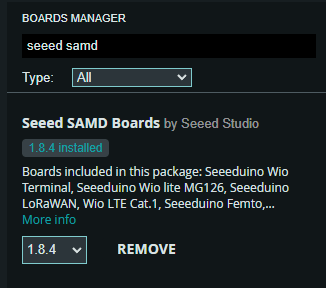 BOARDS MANAGER
seeed samd
Type: All
Seeed SAMD Boards by Seeed Studio
1.8.4 installed
Boards included in this package: Seeeduino Wio
Terminal, Seeeduino Wio lite MG126, Seeeduino
LoRaWAN, Wio LTE Cat.1, Seeeduino Femto,...
More info
1.8.4 REMOVE